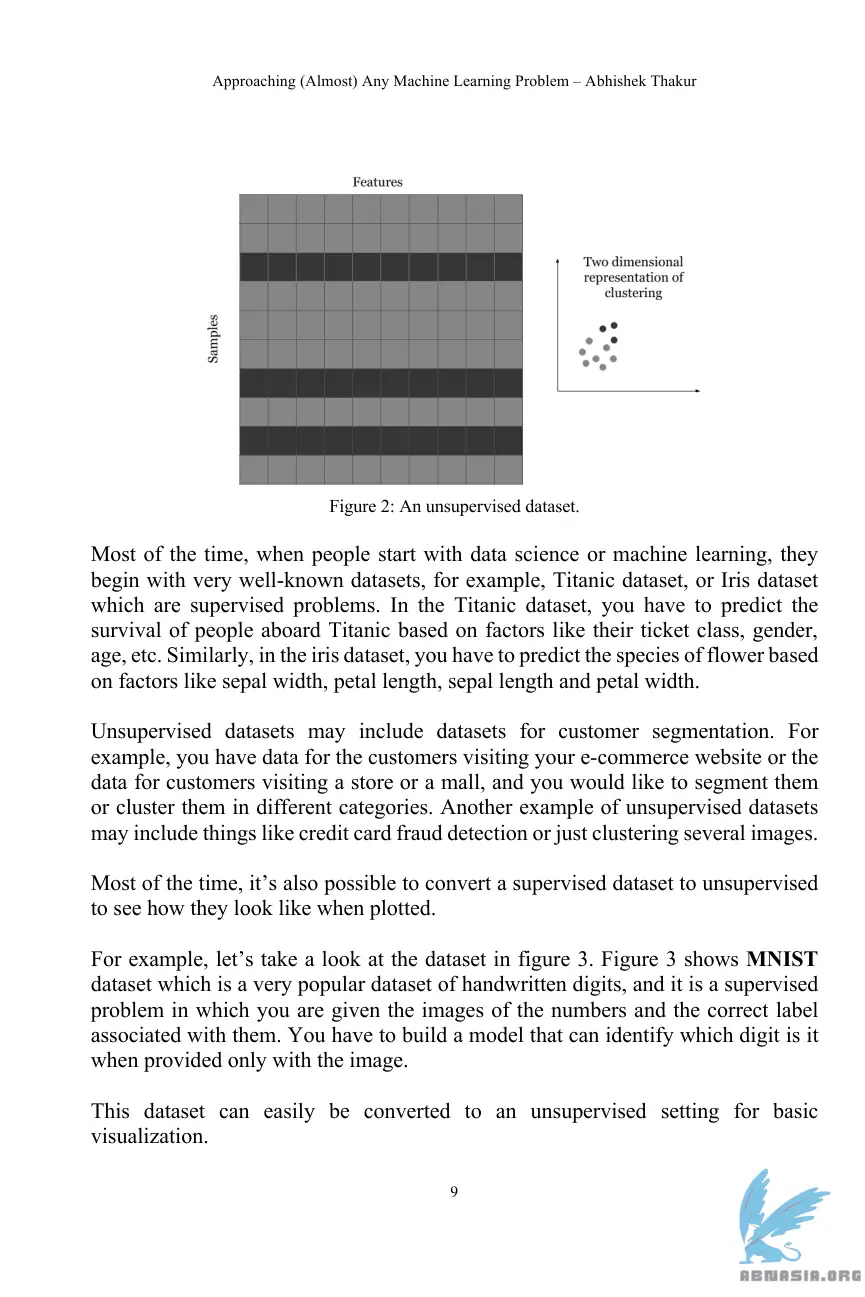 Approaching (Almost) Any Machine Learning Problem – Abhishek Thakur
Features
Samples
Two dimensional
representation of
clustering
Figure 2: An unsupervised dataset.
Most of the time, when people start with data science or machine learning, they
begin with very well-known datasets, for example, Titanic dataset, or Iris dataset
which are supervised problems. In the Titanic dataset, you have to predict the
survival of people aboard Titanic based on factors like their ticket class, gender,
age, etc. Similarly, in the iris dataset, you have to predict the species of flower based
on factors like sepal width, petal length, sepal length and petal width.
Unsupervised datasets may include datasets for customer segmentation. For
example, you have data for the customers visiting your e-commerce website or the
data for customers visiting a store or a mall, and you would like to segment them
or cluster them in different categories. Another example of unsupervised datasets
may include things like credit card fraud detection or just clustering several images.
Most of the time, it’s also possible to convert a supervised dataset to unsupervised
to see how they look like when plotted.
For example, let’s take a look at the dataset in figure 3. Figure 3 shows MNIST
dataset which is a very popular dataset of handwritten digits, and it is a supervised
problem in which you are given the images of the numbers and the correct label
associated with them. You have to build a model that can identify which digit is it
when provided only with the image.
This dataset can easily be converted to an unsupervised setting for basic
visualization.
9
ABNASIA.ORG